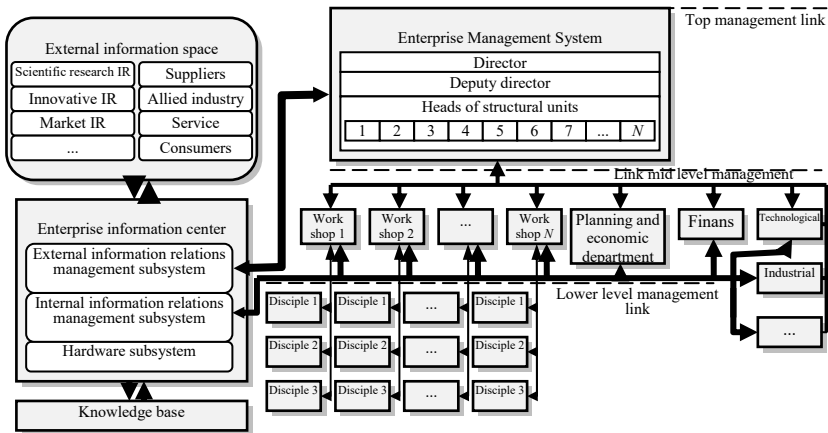 External information space
Scientific research IR
Suppliers
Innovative IR
Allied industry
Market IR
Service
...
Consumers
Enterprise information center
External information relations
management subsystem
Internal information relations
management subsystem
Hardware subsystem
Knowledge base
Top management link
Enterprise Management System
Director
Deputy director
Heads of structural units
1 2 3 4 5 6 7 ... N
Link mid level management
Work
shop 1
Work
shop 2
...
Work
shop N
Planning and
economic
department
Finans
Technological
Industrial
...
Lower level management
link
Disciple 1
Disciple 1
...
Disciple 1
Disciple 2
Disciple 2
...
Disciple 2
Disciple 3
Disciple 3
...
Disciple 3